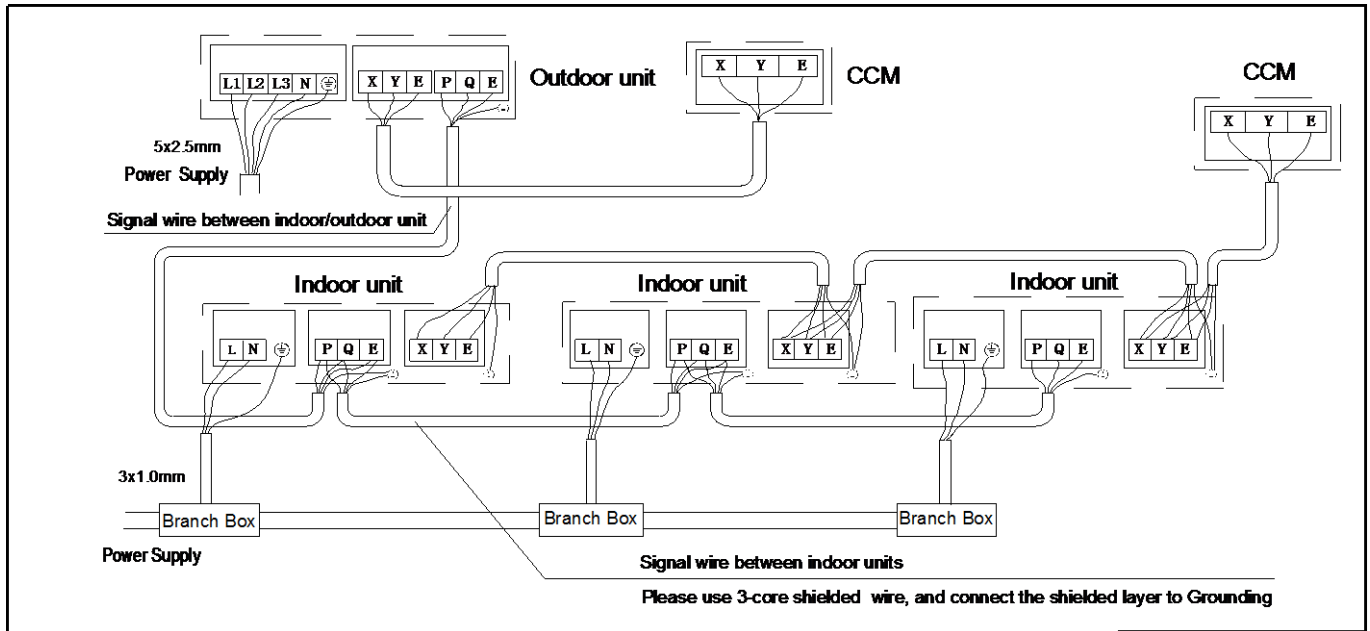 L1 L2 L3 N
X Y E P Q E
Outdoor unit
X Y E
CCM
CCM
X Y E
5x2.5mm
Power Supply
Signal wire between indoor/outdoor unit
Indoor unit
Indoor unit
Indoor unit
L N
P Q E
X Y E
L N
P Q E
X Y E
L N
P Q E
X Y E
3x1.0mm
Branch Box
Branch Box
Branch Box
Power Supply
Signal wire between indoor units
Please use 3-core shielded wire, and connect the shielded layer to Grounding